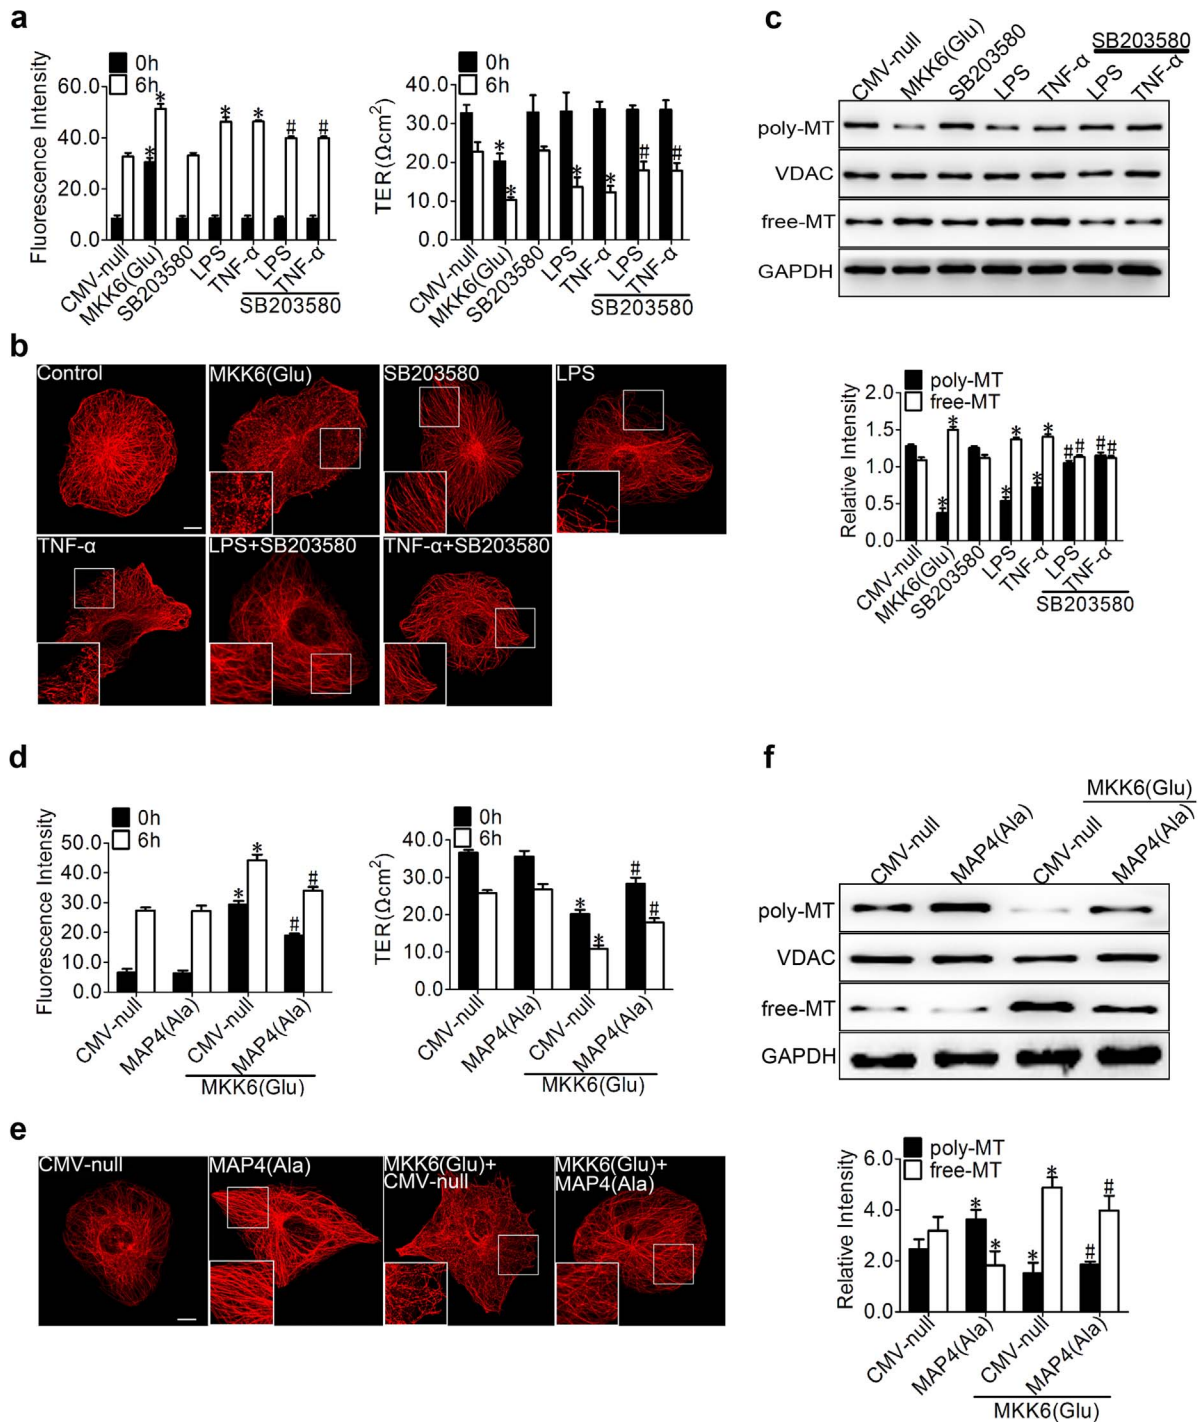 a
0h
6h
Fluorescence Intensity
60.0
40.0
20.0
0.0
* * * * # #
CMV-null
MKK6(Glu)
SB203580
LPS
TNF-α
LPS
TNF-α
SB203580
0h
6h
TER(Ωcm2)
40.0
30.0
20.0
10.0
0.0
* * * * # #
CMV-null
MKK6(Glu)
SB203580
LPS
TNF-α
LPS
TNF-α
SB203580
b
Control
MKK6(Glu)
SB203580
LPS
TNF-α
LPS+SB203580
TNF-α+SB203580
c
SB203580
CMV-null
MKK6(Glu)
SB203580
LPS
TNF-α
LPS
TNF-α
poly-MT
VDAC
free-MT
GAPDH
poly-MT
free-MT
Relative Intensity
2.0
1.5
1.0
0.5
0.0
* * * * * * # # # #
CMV-null
MKK6(Glu)
SB203580
LPS
TNF-α
LPS
TNF-α
SB203580
d
0h
6h
Fluorescence Intensity
50.0
40.0
30.0
20.0
10.0
0.0
* * # #
CMV-null
MAP4(Ala)
CMV-null
MAP4(Ala)
MKK6(Glu)
0h
6h
TER(Ωcm2)
40.0
30.0
20.0
10.0
0.0
* * # #
CMV-null
MAP4(Ala)
CMV-null
MAP4(Ala)
MKK6(Glu)
e
CMV-null
MAP4(Ala)
MKK6(Glu)+
CMV-null
MKK6(Glu)+
MAP4(Ala)
f
MKK6(Glu)
CMV-null
MAP4(Ala)
CMV-null
MAP4(Ala)
poly-MT
VDAC
free-MT
GAPDH
poly-MT
free-MT
Relative Intensity
6.0
4.0
2.0
0.0
* * * * # #
CMV-null
MAP4(Ala)
CMV-null
MAP4(Ala)
MKK6(Glu)